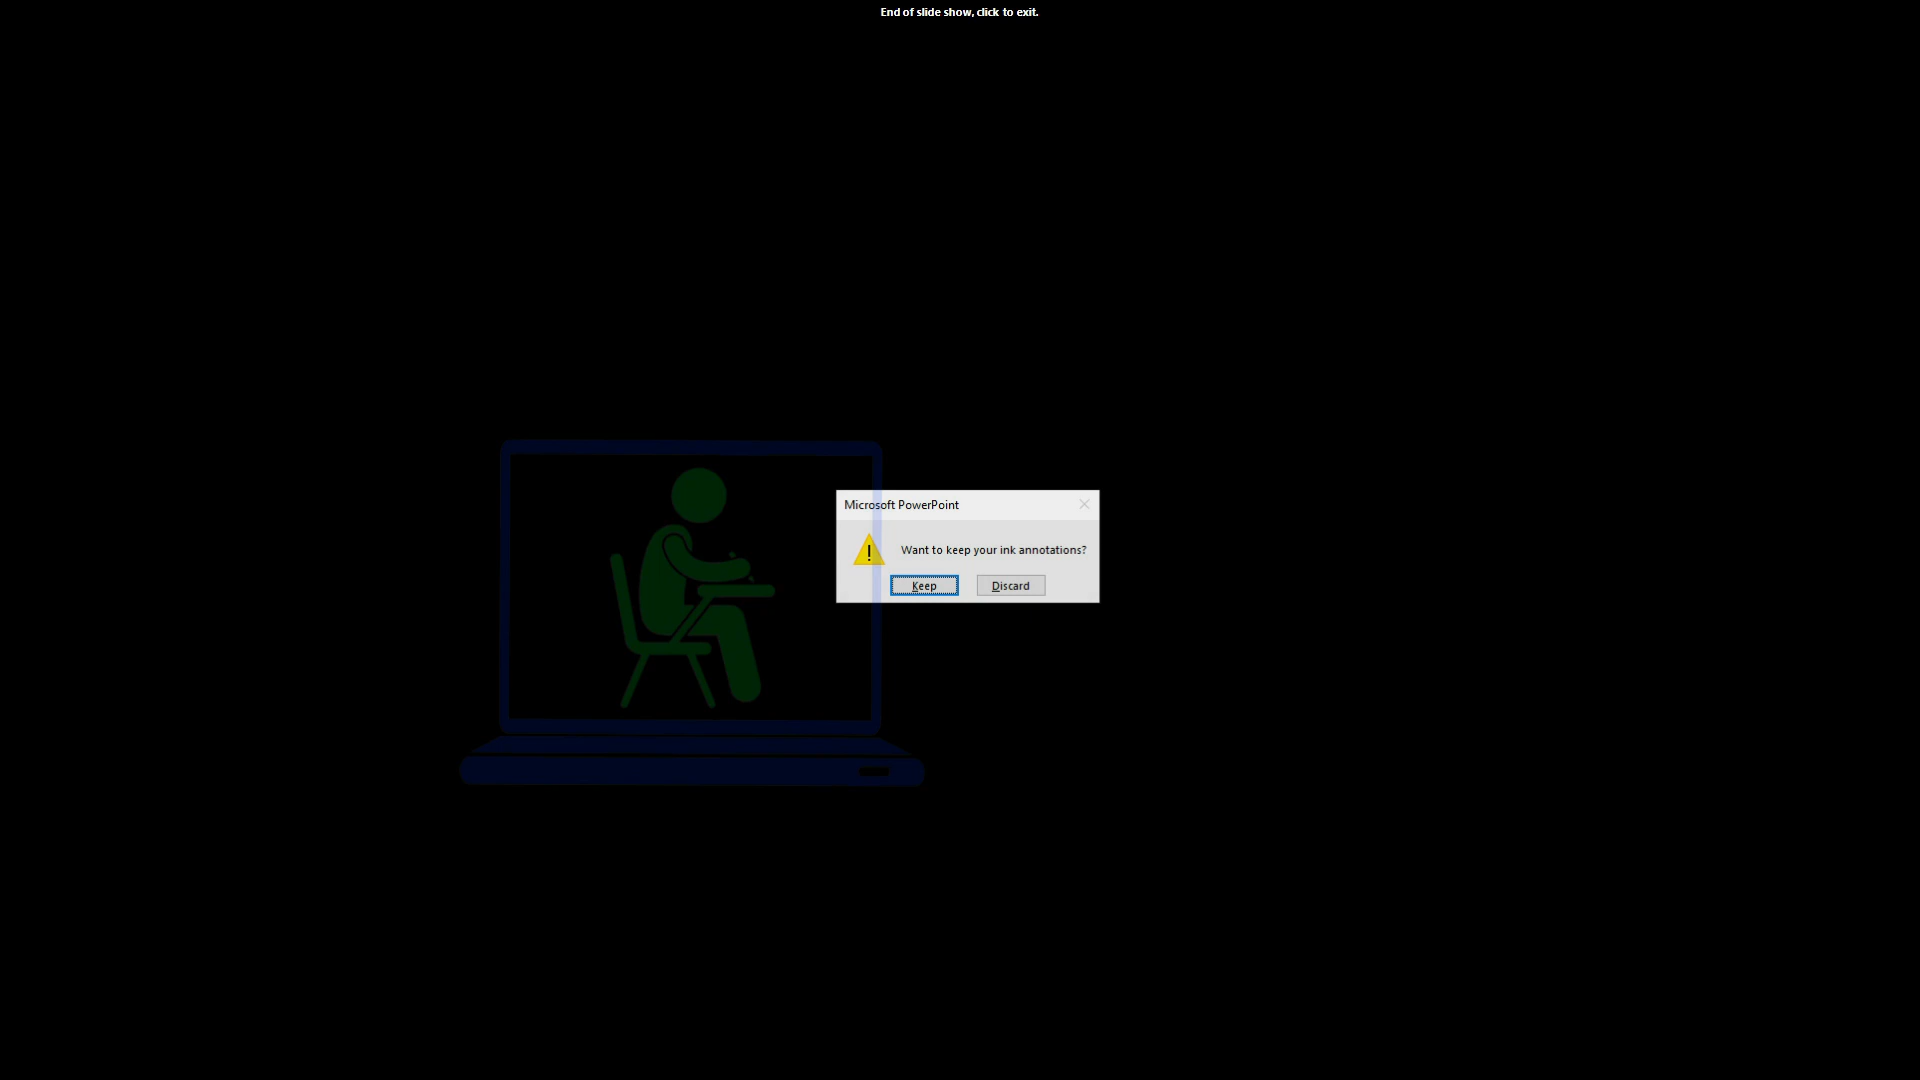 End of slide show, click to exit.
Microsoft PowerPoint
Want to keep your ink annotations?
Keep
Discard